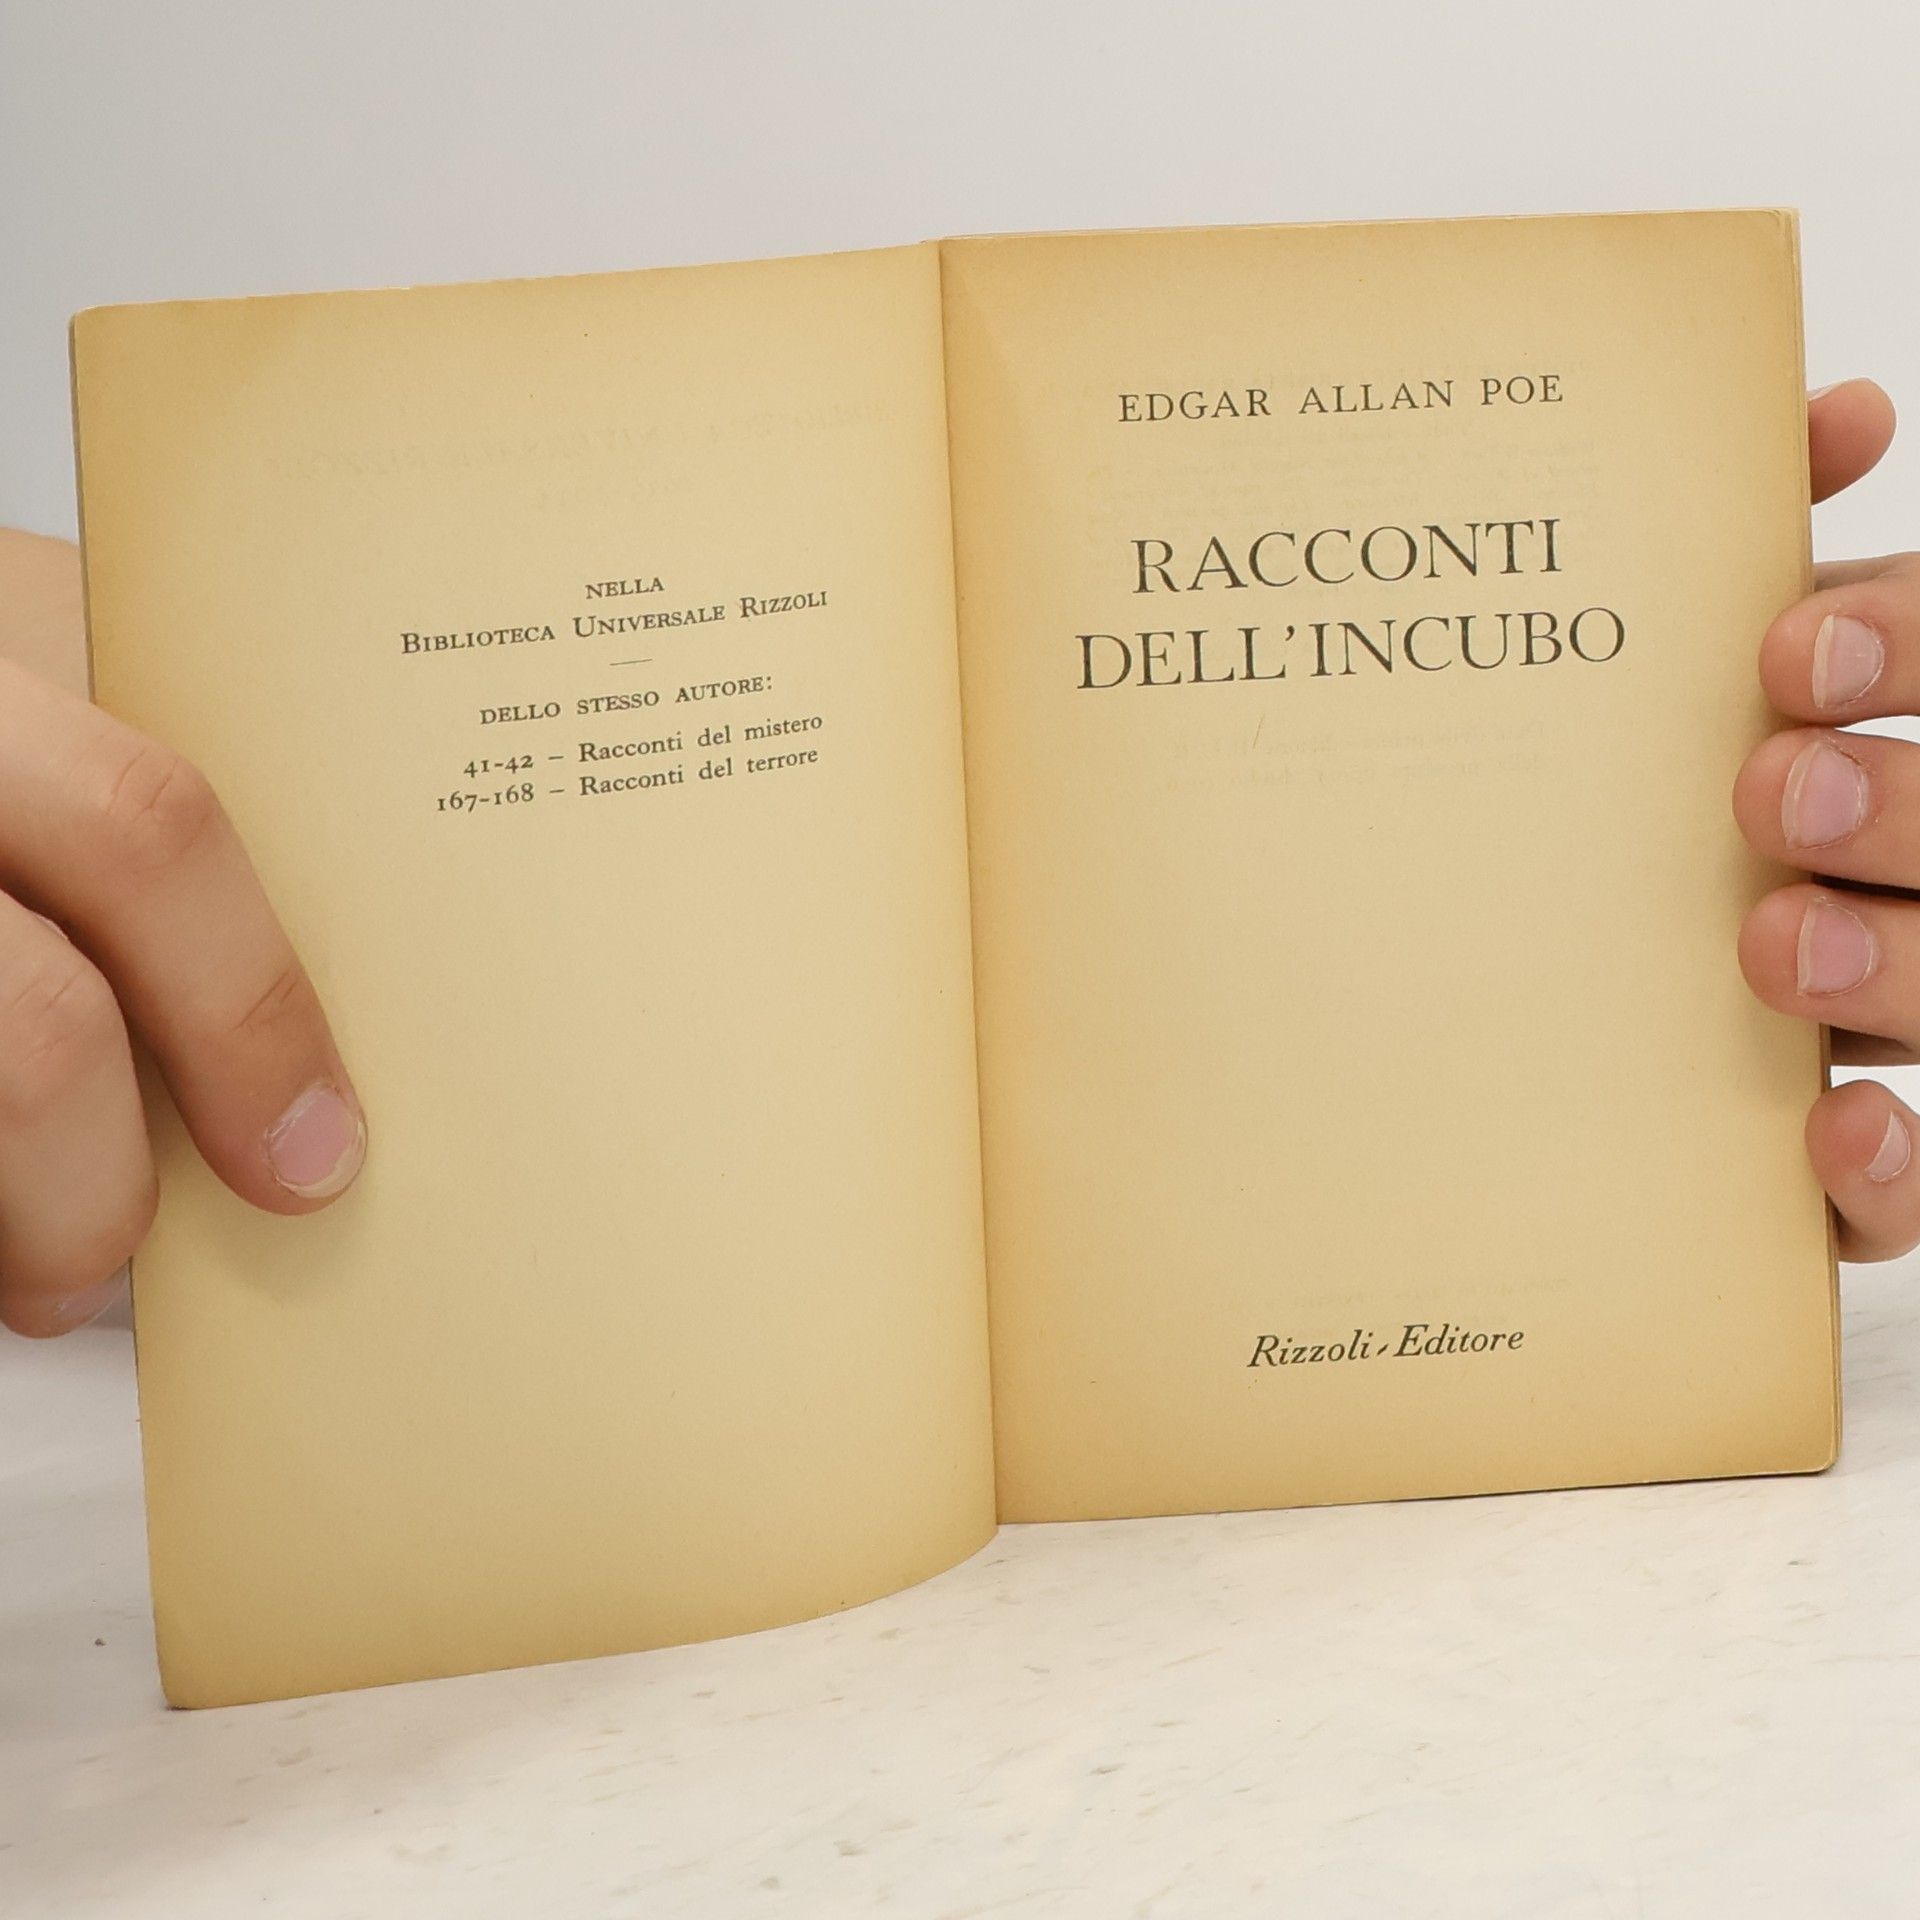 NELLA
BIBLIOTECA UNIVERSALE RIZZOLI
DELLO STESSO AUTORE:
41-42 – Racconti del mistero
167-168 – Racconti del terrore
EDGAR ALLAN POE
RACCONTI
DELL'INCUBO
Rizzoli-Editore